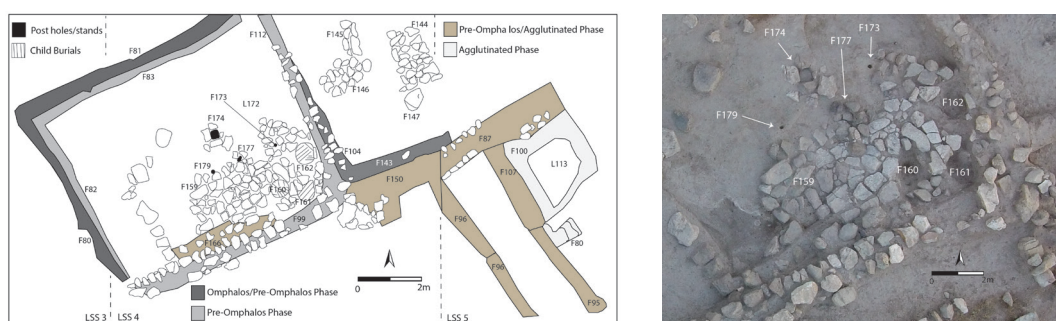 Post holes/stands
Child Burials
Pre-Omphalos/Agglutinated Phase
Agglutinated Phase
F81
F83
F112
F145
F144
F146
F147
F173
L172
F174
F177
F179
F159
F162
F160
F161
F104
F143
F150
F87
F100
F107
L113
F82
F80
F99
F166
F96
F80
F96
F95
0 2m
Omphalos/Pre-Omphalos Phase
Pre-Omphalos Phase
LSS 3
LSS 4
LSS 5
F173
F177
F174
F162
F179
F159
F160
F161
0 2m